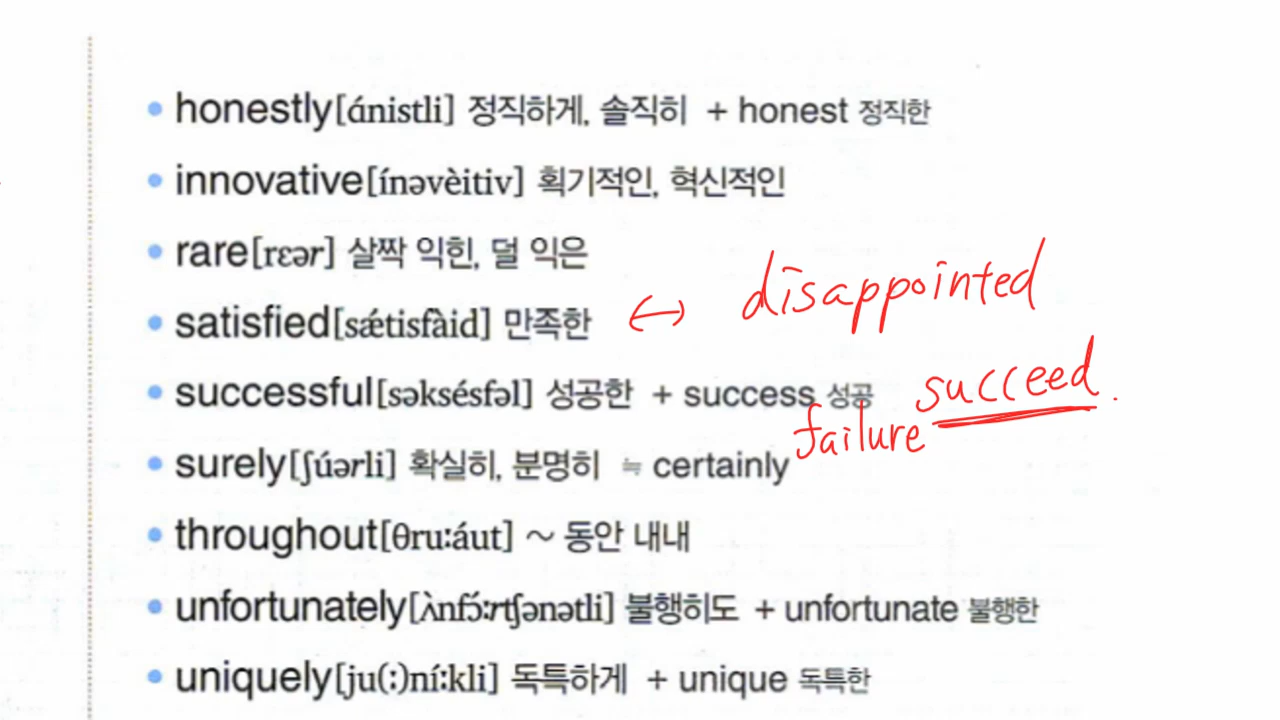 honestly[ánistli] 정직하게, 솔직히 + honest 정직한
innovative[ínəvèitiv] 획기적인, 혁신적인
rare[rɛər] 살짝 익힌, 덜 익은
satisfied[sǽtisfàid] 만족한 ↔ disappointed
successful[səksésfəl] 성공한 + success 성공 succeed.
failure
surely[ʃúərli] 확실히, 분명히 ≒ certainly
throughout[θruːáut] ~ 동안 내내
unfortunately[ʌ̀nfɔ́ːrtʃənətli] 불행히도 + unfortunate 불행한
uniquely[ju(ː)níːkli] 독특하게 + unique 독특한